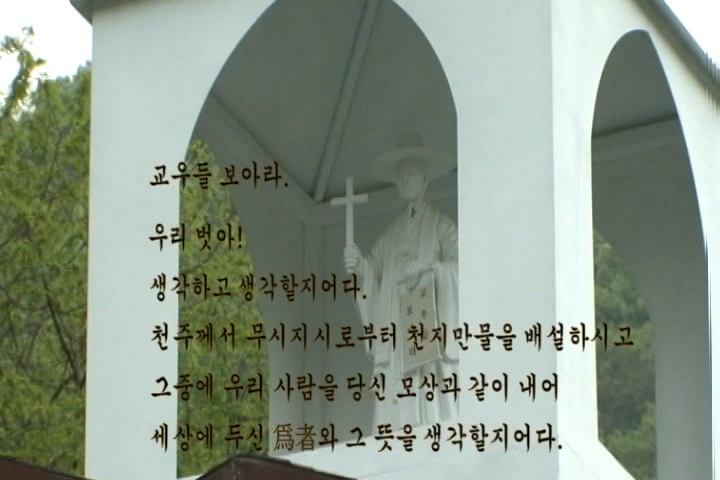 교우들 보아라.
우리 벗아!
생각하고 생각할지어다.
천주께서 무시지시로부터 천지만물을 배설하시고
그중에 우리 사람을 당신 모상과 같이 내어
세상에 두신 爲者와 그 뜻을 생각할지어다.
교우
보